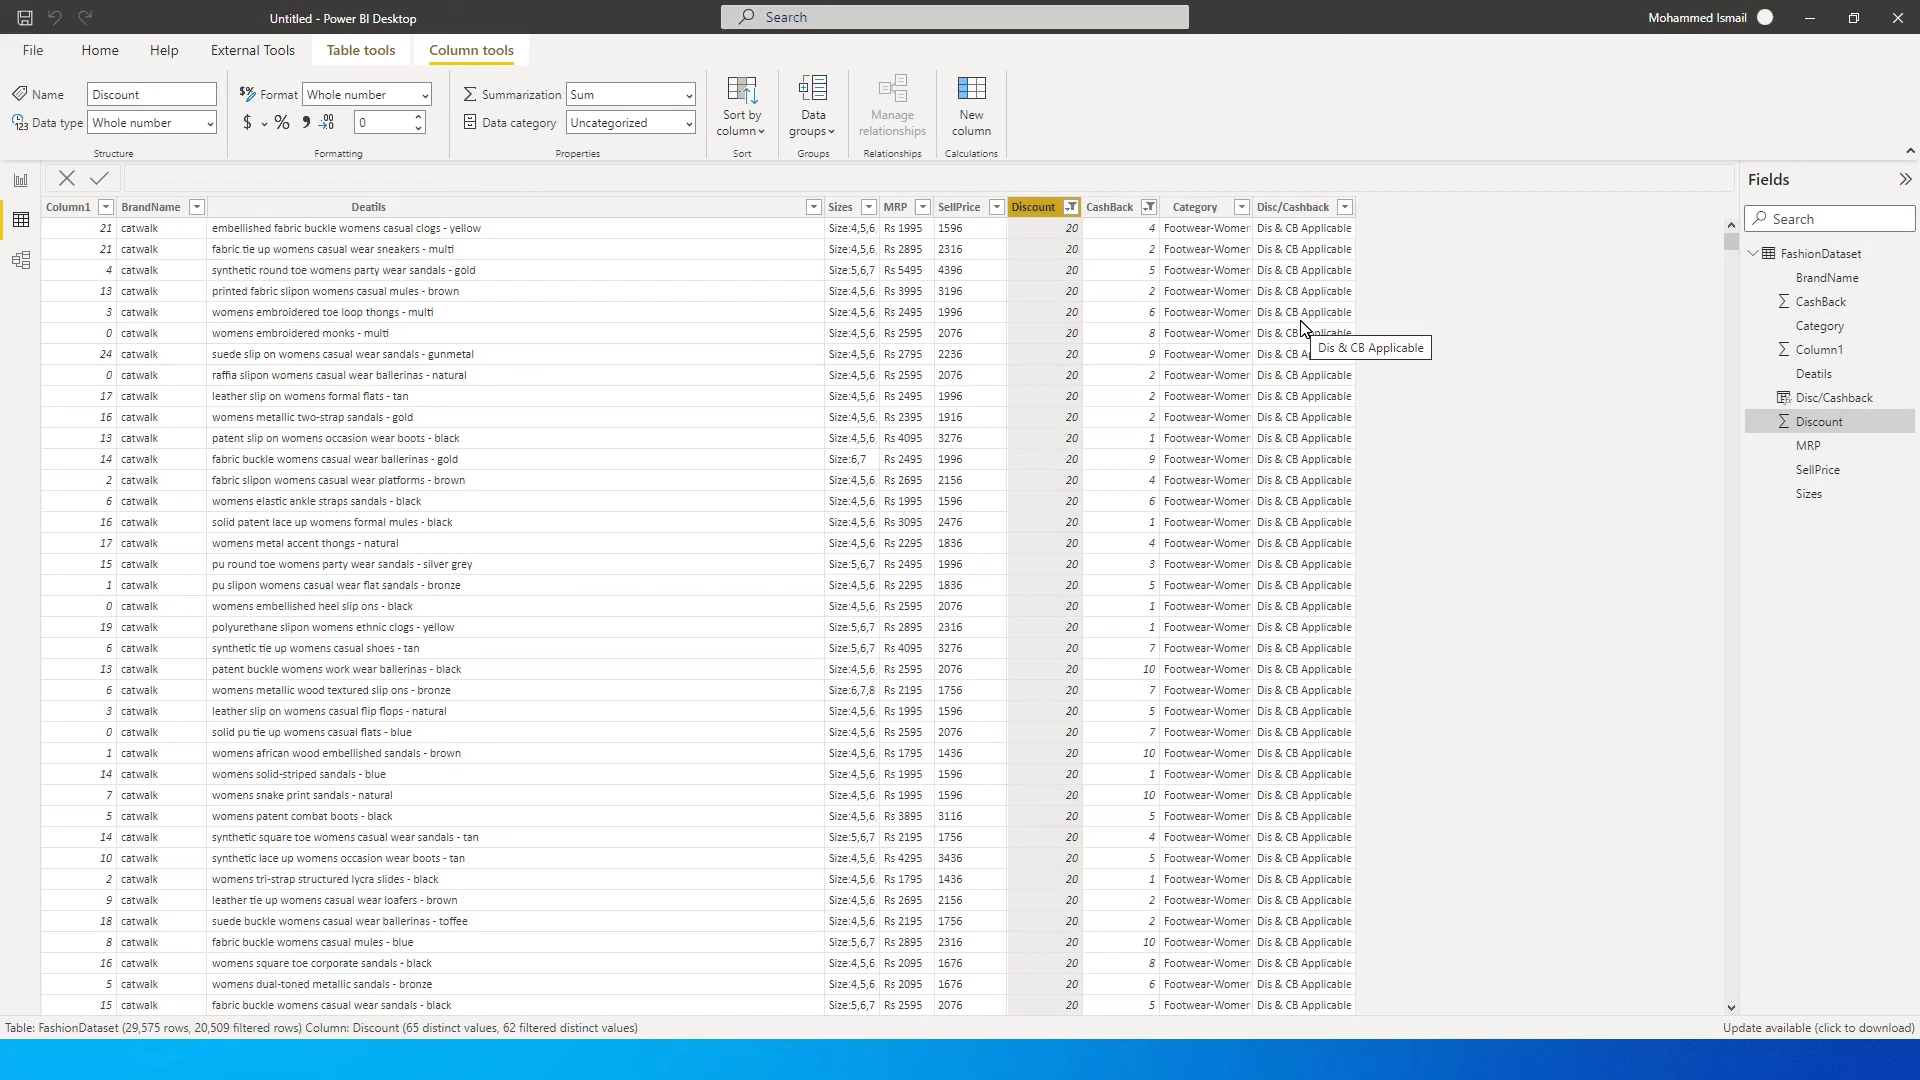 Untitled - Power BI Desktop
Search
Mohammed Ismail
File Home Help External Tools Table tools Column tools
Name Discount
Data type Whole number
Structure
Format Whole number
$ % 9 .00 0
Formatting
Summarization Sum
Data category Uncategorized
Properties
Sort by column
Sort
Data groups
Groups
Manage relationships
Relationships
New column
Calculations
Column1 BrandName Deatils Sizes MRP SellPrice Discount CashBack Category Disc/Cashback
21 catwalk embellished fabric buckle womens casual clogs - yellow Size:4,5,6, Rs 1995 1596 20 4 Footwear-Women Dis & CB Applicable
21 catwalk fabric tie up womens casual wear sneakers - multi Size:4,5,6, Rs 2895 2316 20 2 Footwear-Women Dis & CB Applicable
4 catwalk synthetic round toe womens party wear sandals - gold Size:5,6,7 Rs 5495 4396 20 5 Footwear-Women Dis & CB Applicable
13 catwalk printed fabric slipon womens casual mules - brown Size:4,5,6, Rs 3995 3196 20 2 Footwear-Women Dis & CB Applicable
3 catwalk womens embroidered toe loop thongs - multi Size:4,5,6, Rs 2495 1996 20 6 Footwear-Women Dis & CB Applicable
0 catwalk womens embroidered monks - multi Size:4,5,6, Rs 2595 2076 20 8 Footwear-Women Dis & CB Applicable
Dis & CB Applicable
24 catwalk suede slip on womens casual wear sandals - gunmetal Size:4,5,6, Rs 2795 2236 20 9 Footwear-Women Dis & CB A
0 catwalk raffia slipon womens casual wear ballerinas - natural Size:4,5,6, Rs 2595 2076 20 2 Footwear-Women Dis & CB Applicable
17 catwalk leather slip on womens formal flats - tan Size:4,5,6, Rs 2495 1996 20 2 Footwear-Women Dis & CB Applicable
16 catwalk womens metallic two-strap sandals - gold Size:4,5,6, Rs 2395 1916 20 2 Footwear-Women Dis & CB Applicable
13 catwalk patent slip on womens occasion wear boots - black Size:4,5,6, Rs 4095 3276 20 1 Footwear-Women Dis & CB Applicable
14 catwalk fabric buckle womens casual wear ballerinas - gold Size:6,7 Rs 2495 1996 20 9 Footwear-Women Dis & CB Applicable
2 catwalk fabric slipon womens casual wear platforms - brown Size:4,5,6, Rs 2695 2156 20 4 Footwear-Women Dis & CB Applicable
6 catwalk womens elastic ankle straps sandals - black Size:4,5,6, Rs 1995 1596 20 6 Footwear-Women Dis & CB Applicable
16 catwalk solid patent lace up womens formal mules - black Size:4,5,6, Rs 3095 2476 20 1 Footwear-Women Dis & CB Applicable
17 catwalk womens metal accent thongs - natural Size:4,5,6, Rs 2295 1836 20 4 Footwear-Women Dis & CB Applicable
15 catwalk pu round toe womens party wear sandals - silver grey Size:5,6,7 Rs 2495 1996 20 3 Footwear-Women Dis & CB Applicable
1 catwalk pu slipon womens casual wear flat sandals - bronze Size:4,5,6, Rs 2295 1836 20 5 Footwear-Women Dis & CB Applicable
0 catwalk womens embellished heel slip ons - black Size:4,5,6, Rs 2595 2076 20 1 Footwear-Women Dis & CB Applicable
19 catwalk polyurethane slipon womens ethnic clogs - yellow Size:5,6,7 Rs 2895 2316 20 1 Footwear-Women Dis & CB Applicable
6 catwalk synthetic tie up womens casual shoes - tan Size:5,6,7 Rs 4095 3276 20 7 Footwear-Women Dis & CB Applicable
13 catwalk patent buckle womens work wear ballerinas - black Size:4,5,6, Rs 2595 2076 20 10 Footwear-Women Dis & CB Applicable
6 catwalk womens metallic wood textured slip ons - bronze Size:6,7,8 Rs 2195 1756 20 7 Footwear-Women Dis & CB Applicable
3 catwalk leather slip on womens casual flip flops - natural Size:4,5,6, Rs 1995 1596 20 5 Footwear-Women Dis & CB Applicable
0 catwalk solid pu tie up womens casual flats - blue Size:4,5,6, Rs 2595 2076 20 7 Footwear-Women Dis & CB Applicable
1 catwalk womens african wood embellished sandals - brown Size:4,5,6, Rs 1795 1436 20 10 Footwear-Women Dis & CB Applicable
14 catwalk womens solid-striped sandals - blue Size:4,5,6, Rs 1995 1596 20 1 Footwear-Women Dis & CB Applicable
7 catwalk womens snake print sandals - natural Size:4,5,6, Rs 1995 1596 20 10 Footwear-Women Dis & CB Applicable
5 catwalk womens patent combat boots - black Size:4,5,6, Rs 3895 3116 20 5 Footwear-Women Dis & CB Applicable
14 catwalk synthetic square toe womens casual wear sandals - tan Size:5,6,7 Rs 2195 1756 20 4 Footwear-Women Dis & CB Applicable
10 catwalk synthetic lace up womens occasion wear boots - tan Size:4,5,6, Rs 4295 3436 20 5 Footwear-Women Dis & CB Applicable
2 catwalk womens tri-strap structured lycra slides - black Size:4,5,6, Rs 1795 1436 20 1 Footwear-Women Dis & CB Applicable
9 catwalk leather tie up womens casual wear loafers - brown Size:4,5,6, Rs 2695 2156 20 2 Footwear-Women Dis & CB Applicable
18 catwalk suede buckle womens casual wear ballerinas - toffee Size:4,5,6, Rs 2195 1756 20 2 Footwear-Women Dis & CB Applicable
8 catwalk fabric buckle womens casual mules - blue Size:5,6,7 Rs 2895 2316 20 10 Footwear-Women Dis & CB Applicable
16 catwalk womens square toe corporate sandals - black Size:4,5,6, Rs 2095 1676 20 8 Footwear-Women Dis & CB Applicable
5 catwalk womens dual-toned metallic sandals - bronze Size:4,5,6, Rs 2095 1676 20 6 Footwear-Women Dis & CB Applicable
15 catwalk fabric buckle womens casual wear sandals - black Size:5,6,7 Rs 2595 2076 20 5 Footwear-Women Dis & CB Applicable
Fields
Search
FashionDataset
BrandName
CashBack
Category
Column1
Deatils
Disc/Cashback
Discount
MRP
SellPrice
Sizes
Table: FashionDataset (29,575 rows, 20,509 filtered rows) Column: Discount (65 distinct values, 62 filtered distinct values)
Update available (click to download)